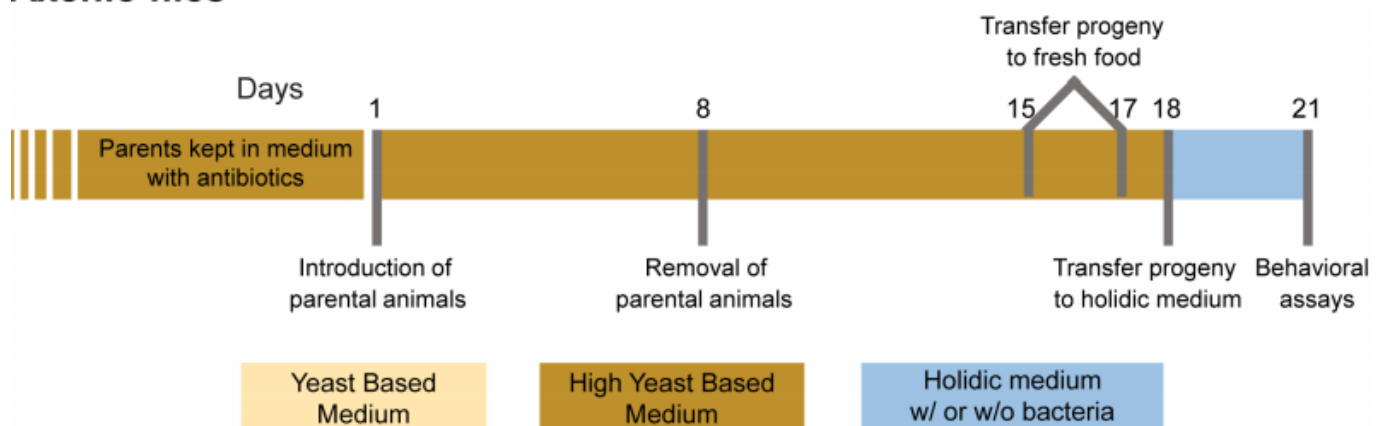 Axenic flies
Transfer progeny
to fresh food
Days
1
8
15
17
18
21
Parents kept in medium
with antibiotics
Introduction of
parental animals
Removal of
parental animals
Transfer progeny
to holidic medium
Behavioral
assays
Yeast Based
Medium
High Yeast Based
Medium
Holidic medium
w/ or w/o bacteria